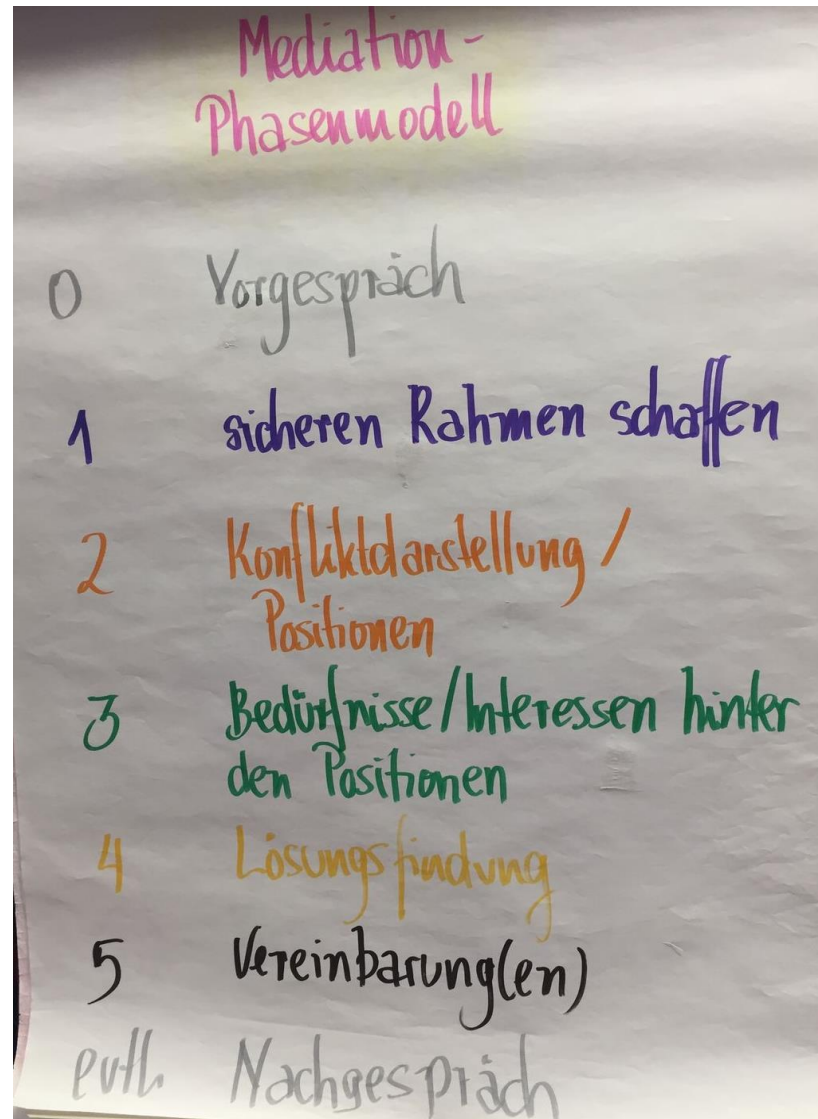 Mediation-
Phasenmodell
0 Vorgespräch
1 sicheren Rahmen schaffen
2 Konfliktdarstellung /
Positionen
3 Bedürfnisse/Interessen hinter
den Positionen
4 Lösungsfindung
5 Vereinbarung(en)
evtl. Nachgespräch